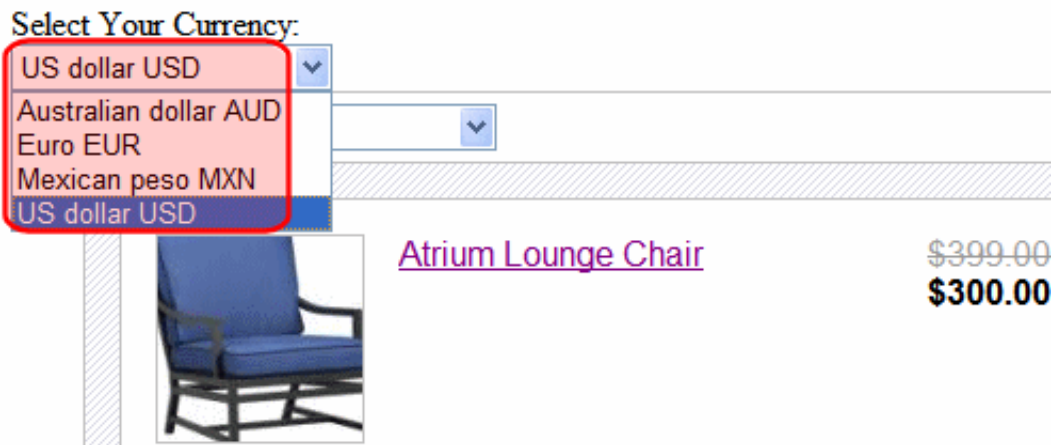 Select Your Currency:
US dollar USD
Australian dollar AUD
Euro EUR
Mexican peso MXN
US dollar USD
Atrium Lounge Chair
$399.00
$300.00